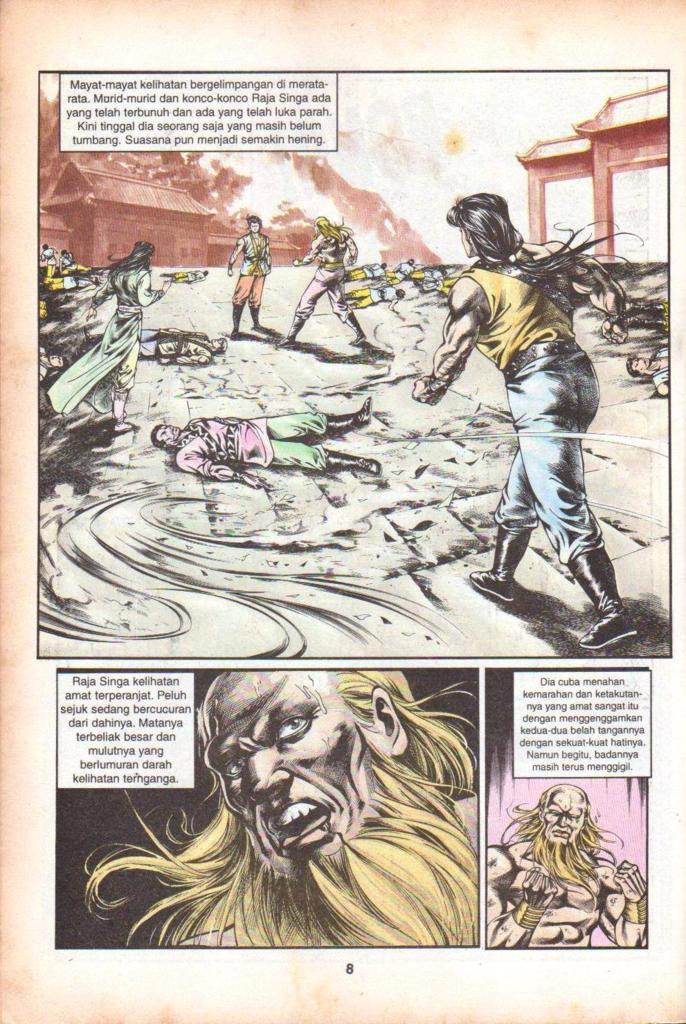 Mayat-mayat kelihatan bergelimpangan di merata-
rata. Murid-murid dan konco-konco Raja Singa ada
yang telah terbunuh dan ada yang telah luka parah.
Kini tinggal dia seorang saja yang masih belum
tumbang. Suasana pun menjadi semakin hening.
Raja Singa kelihatan
amat terperanjat. Peluh
sejuk sedang bercucuran
dari dahinya. Matanya
terbeliak besar dan
mulutnya yang
berlumuran darah
kelihatan ternganga.
Dia cuba menahan
kemarahan dan ketakutan-
nya yang amat sangat itu
dengan menggenggamkan
kedua-dua belah tangannya
dengan sekuat-kuat hatinya.
Namun begitu, badannya
masih terus menggigil.
8